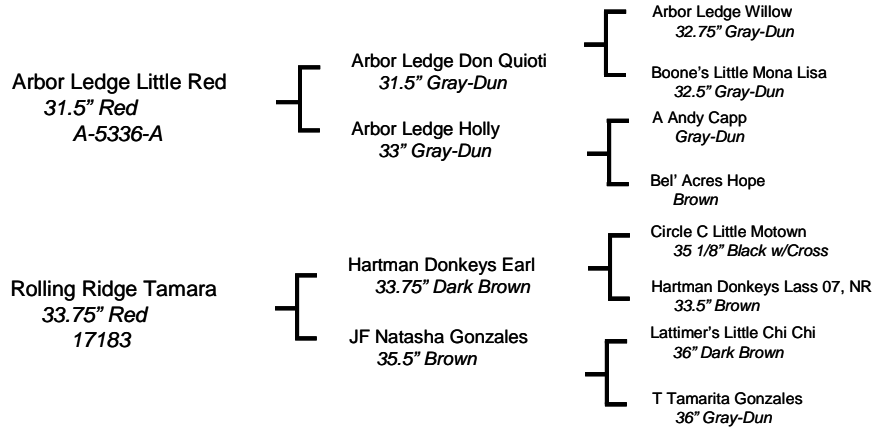 Arbor Ledge Little Red
31.5” Red
A-5336-A
Arbor Ledge Don Quioti
31.5” Gray-Dun
Arbor Ledge Holly
33” Gray-Dun
Arbor Ledge Willow
32.75” Gray-Dun
Boone’s Little Mona Lisa
32.5” Gray-Dun
A Andy Capp
Gray-Dun
Bel’ Acres Hope
Brown
Rolling Ridge Tamara
33.75” Red
17183
Hartman Donkeys Earl
33.75” Dark Brown
JF Natasha Gonzales
35.5” Brown
Circle C Little Motown
35 1/8” Black w/Cross
Hartman Donkeys Lass 07, NR
33.5” Brown
Lattimer’s Little Chi Chi
36” Dark Brown
T Tamarita Gonzales
36” Gray-Dun